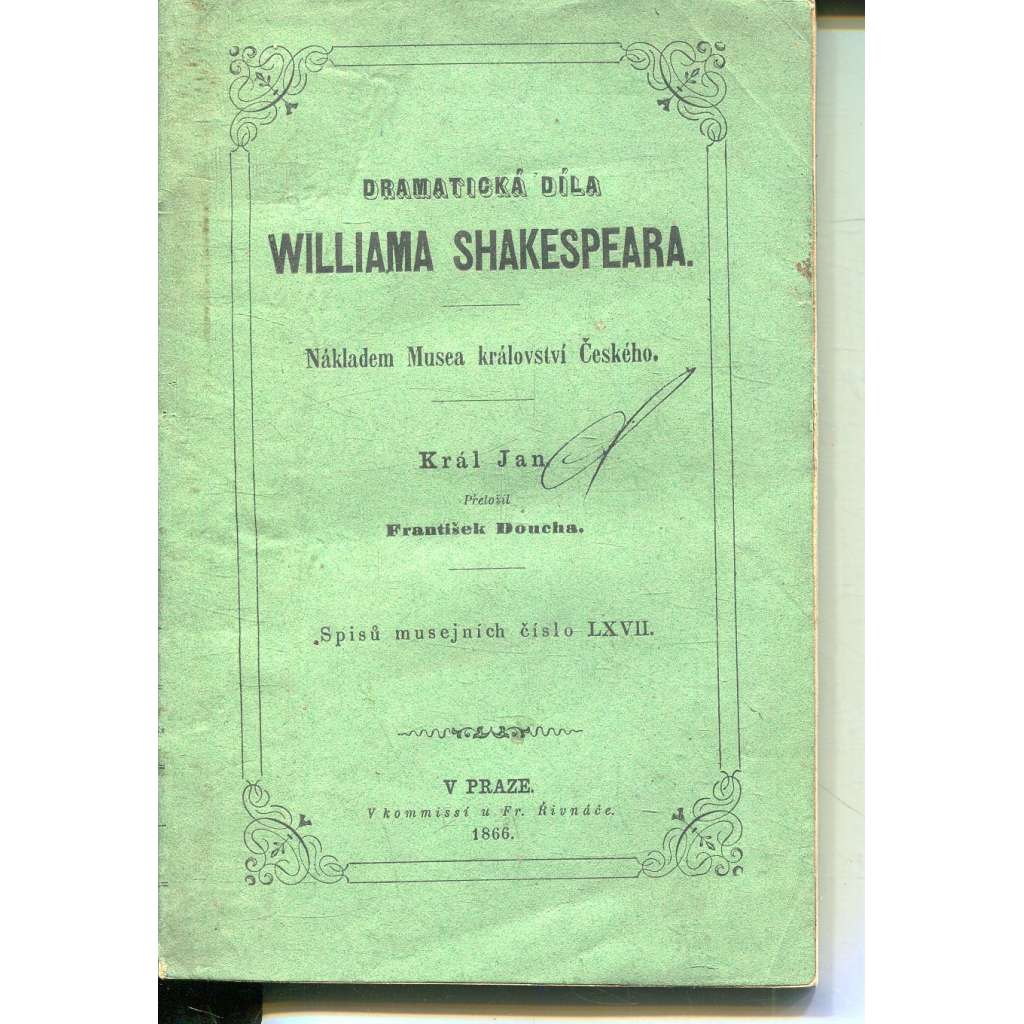 DRAMATICKÁ DÍLA
WILLIAMA SHAKESPEARA.
Nákladem Musea království Českého.
Král Jan.
Přeložil
František Doucha.
Spisů musejních číslo LXVII.
V PRAZE.
V kommissí u Fr. Řivnáče.
1866.